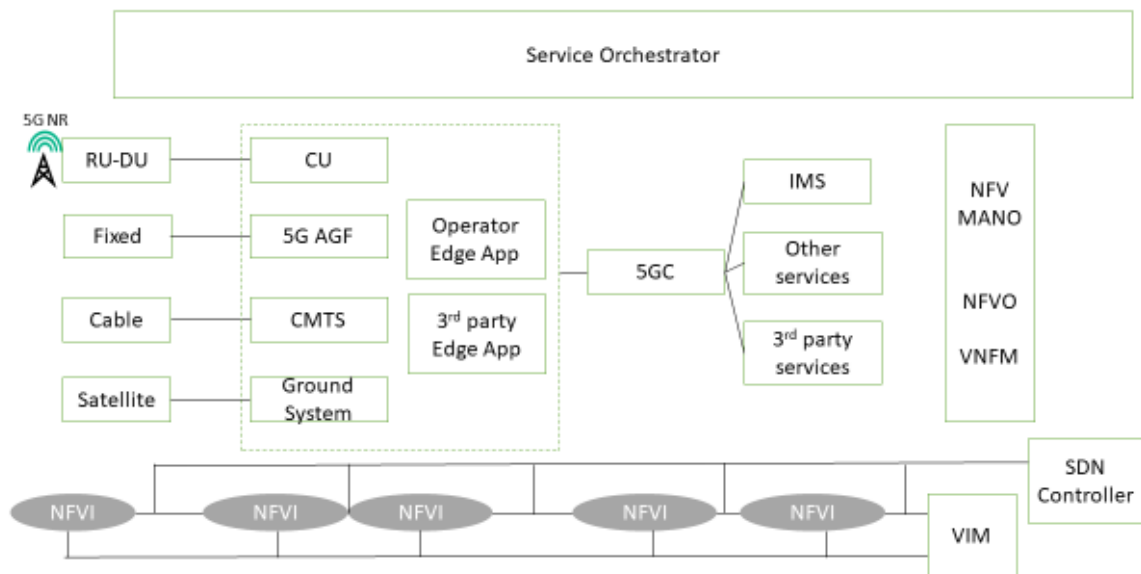 Service Orchestrator
5G NR
RU-DU
CU
Fixed
5G AGF
Cable
CMTS
Satellite
Ground
System
Operator
Edge App
3rd party
Edge App
5GC
IMS
Other
services
3rd party
services
NFV
MANO
NFVO
VNFM
SDN
Controller
NFVI
NFVI
NFVI
NFVI
NFVI
VIM